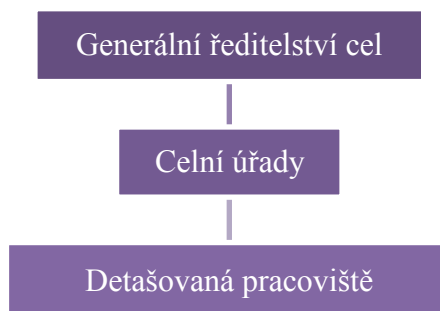 Generální ředitelství cel
Celní úřady
Detašovaná pracoviště